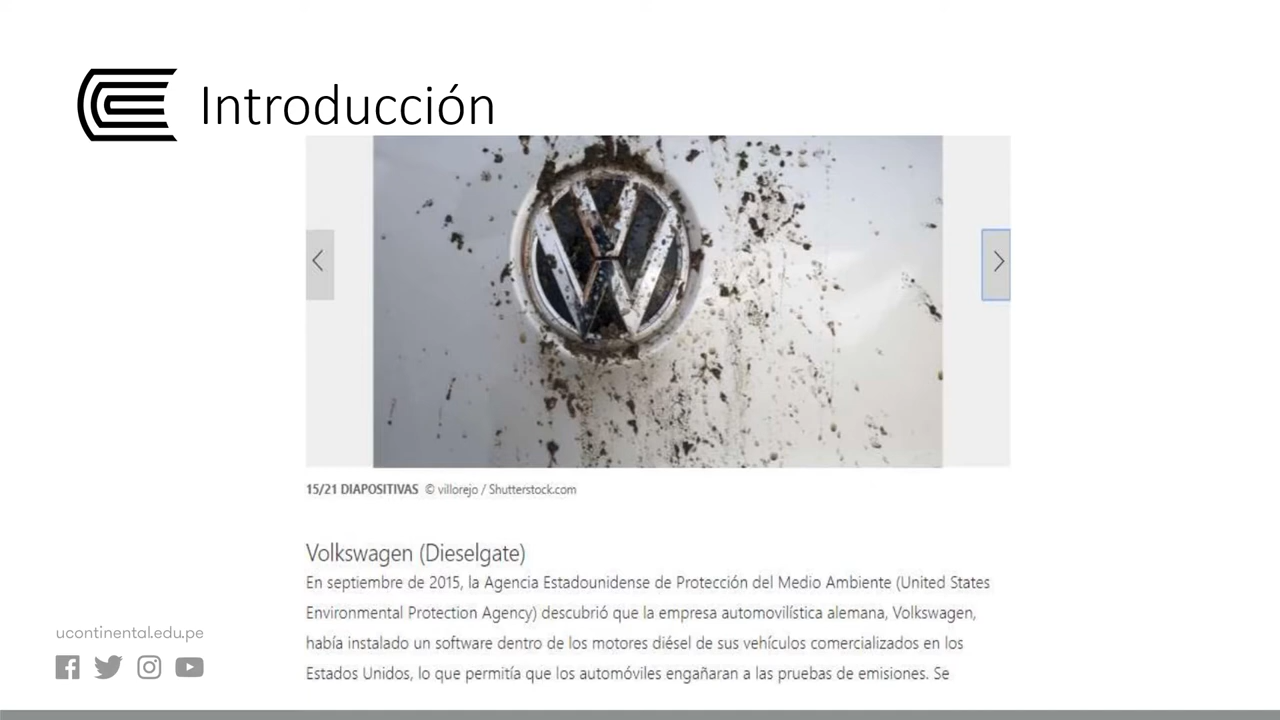 Introducción
15/21 DIAPOSITIVAS © villorejo / Shutterstock.com
Volkswagen (Dieselgate)
En septiembre de 2015, la Agencia Estadounidense de Protección del Medio Ambiente (United States
Environmental Protection Agency) descubrió que la empresa automovilística alemana, Volkswagen,
había instalado un software dentro de los motores diésel de sus vehículos comercializados en los
Estados Unidos, lo que permitía que los automóviles engañaran a las pruebas de emisiones. Se
ucontinental.edu.pe